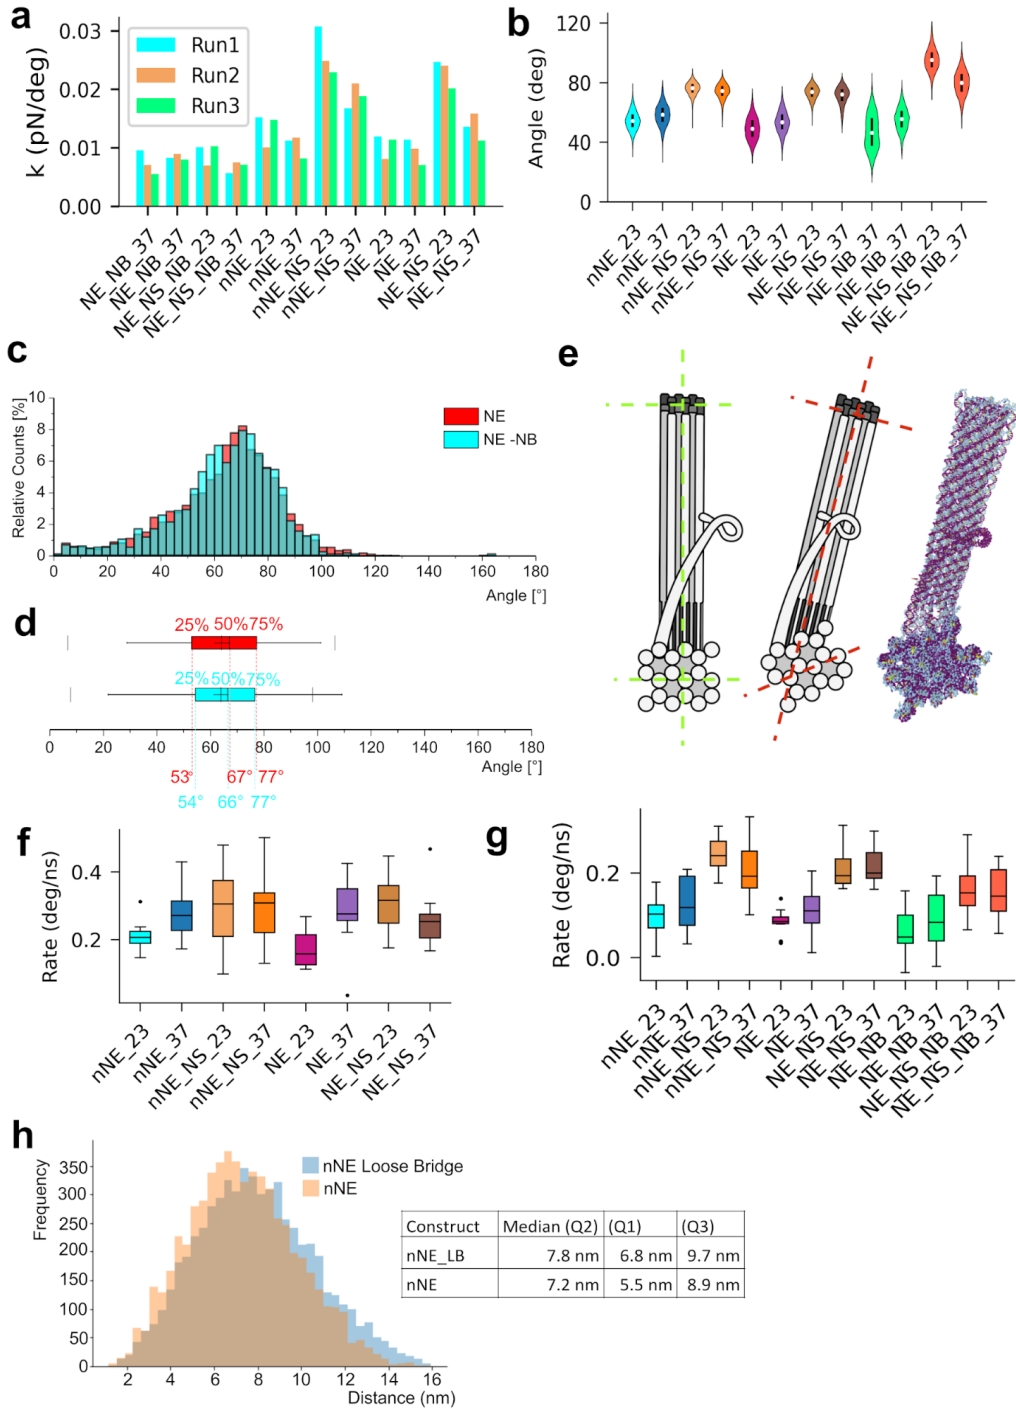 a
k (pN/deg)
0.03
0.02
0.01
0.00
Run1
Run2
Run3
NE_NB_37
NE_NB_37
NE_NS_NB_23
NE_NS_NB_37
nNE_23
nNE_37
nNE_NS_23
nNE_NS_37
NE_23
NE_37
NE_NS_23
NE_NS_37
b
Angle (deg)
120
80
40
0
nNE_23
nNE_37
nNE_NS_23
nNE_NS_37
NE_23
NE_37
NE_NS_23
NE_NS_37
NE_NB_37
NE_NB_37
NE_NS_NB_23
NE_NS_NB_37
c
Relative Counts [%]
10
8
6
4
2
0
NE
NE -NB
0 20 40 60 80 100 120 140 160 180
Angle [°]
d
25% 50% 75%
25% 50% 75%
0 20 40 60 80 100 120 140 160 180
Angle [°]
53° 67° 77°
54° 66° 77°
e
f
Rate (deg/ns)
0.4
0.2
nNE_23
nNE_37
nNE_NS_23
nNE_NS_37
NE_23
NE_37
NE_NS_23
NE_NS_37
g
Rate (deg/ns)
0.2
0.0
nNE_23
nNE_37
nNE_NS_23
nNE_NS_37
NE_23
NE_37
NE_NS_23
NE_NS_37
NE_NB_23
NE_NB_37
NE_NS_NB_23
NE_NS_NB_37
h
Frequency
350
300
250
200
150
100
50
0
nNE Loose Bridge
nNE
2 4 6 8 10 12 14 16
Distance (nm)
Construct Median (Q2) (Q1) (Q3)
nNE_LB 7.8 nm 6.8 nm 9.7 nm
nNE 7.2 nm 5.5 nm 8.9 nm